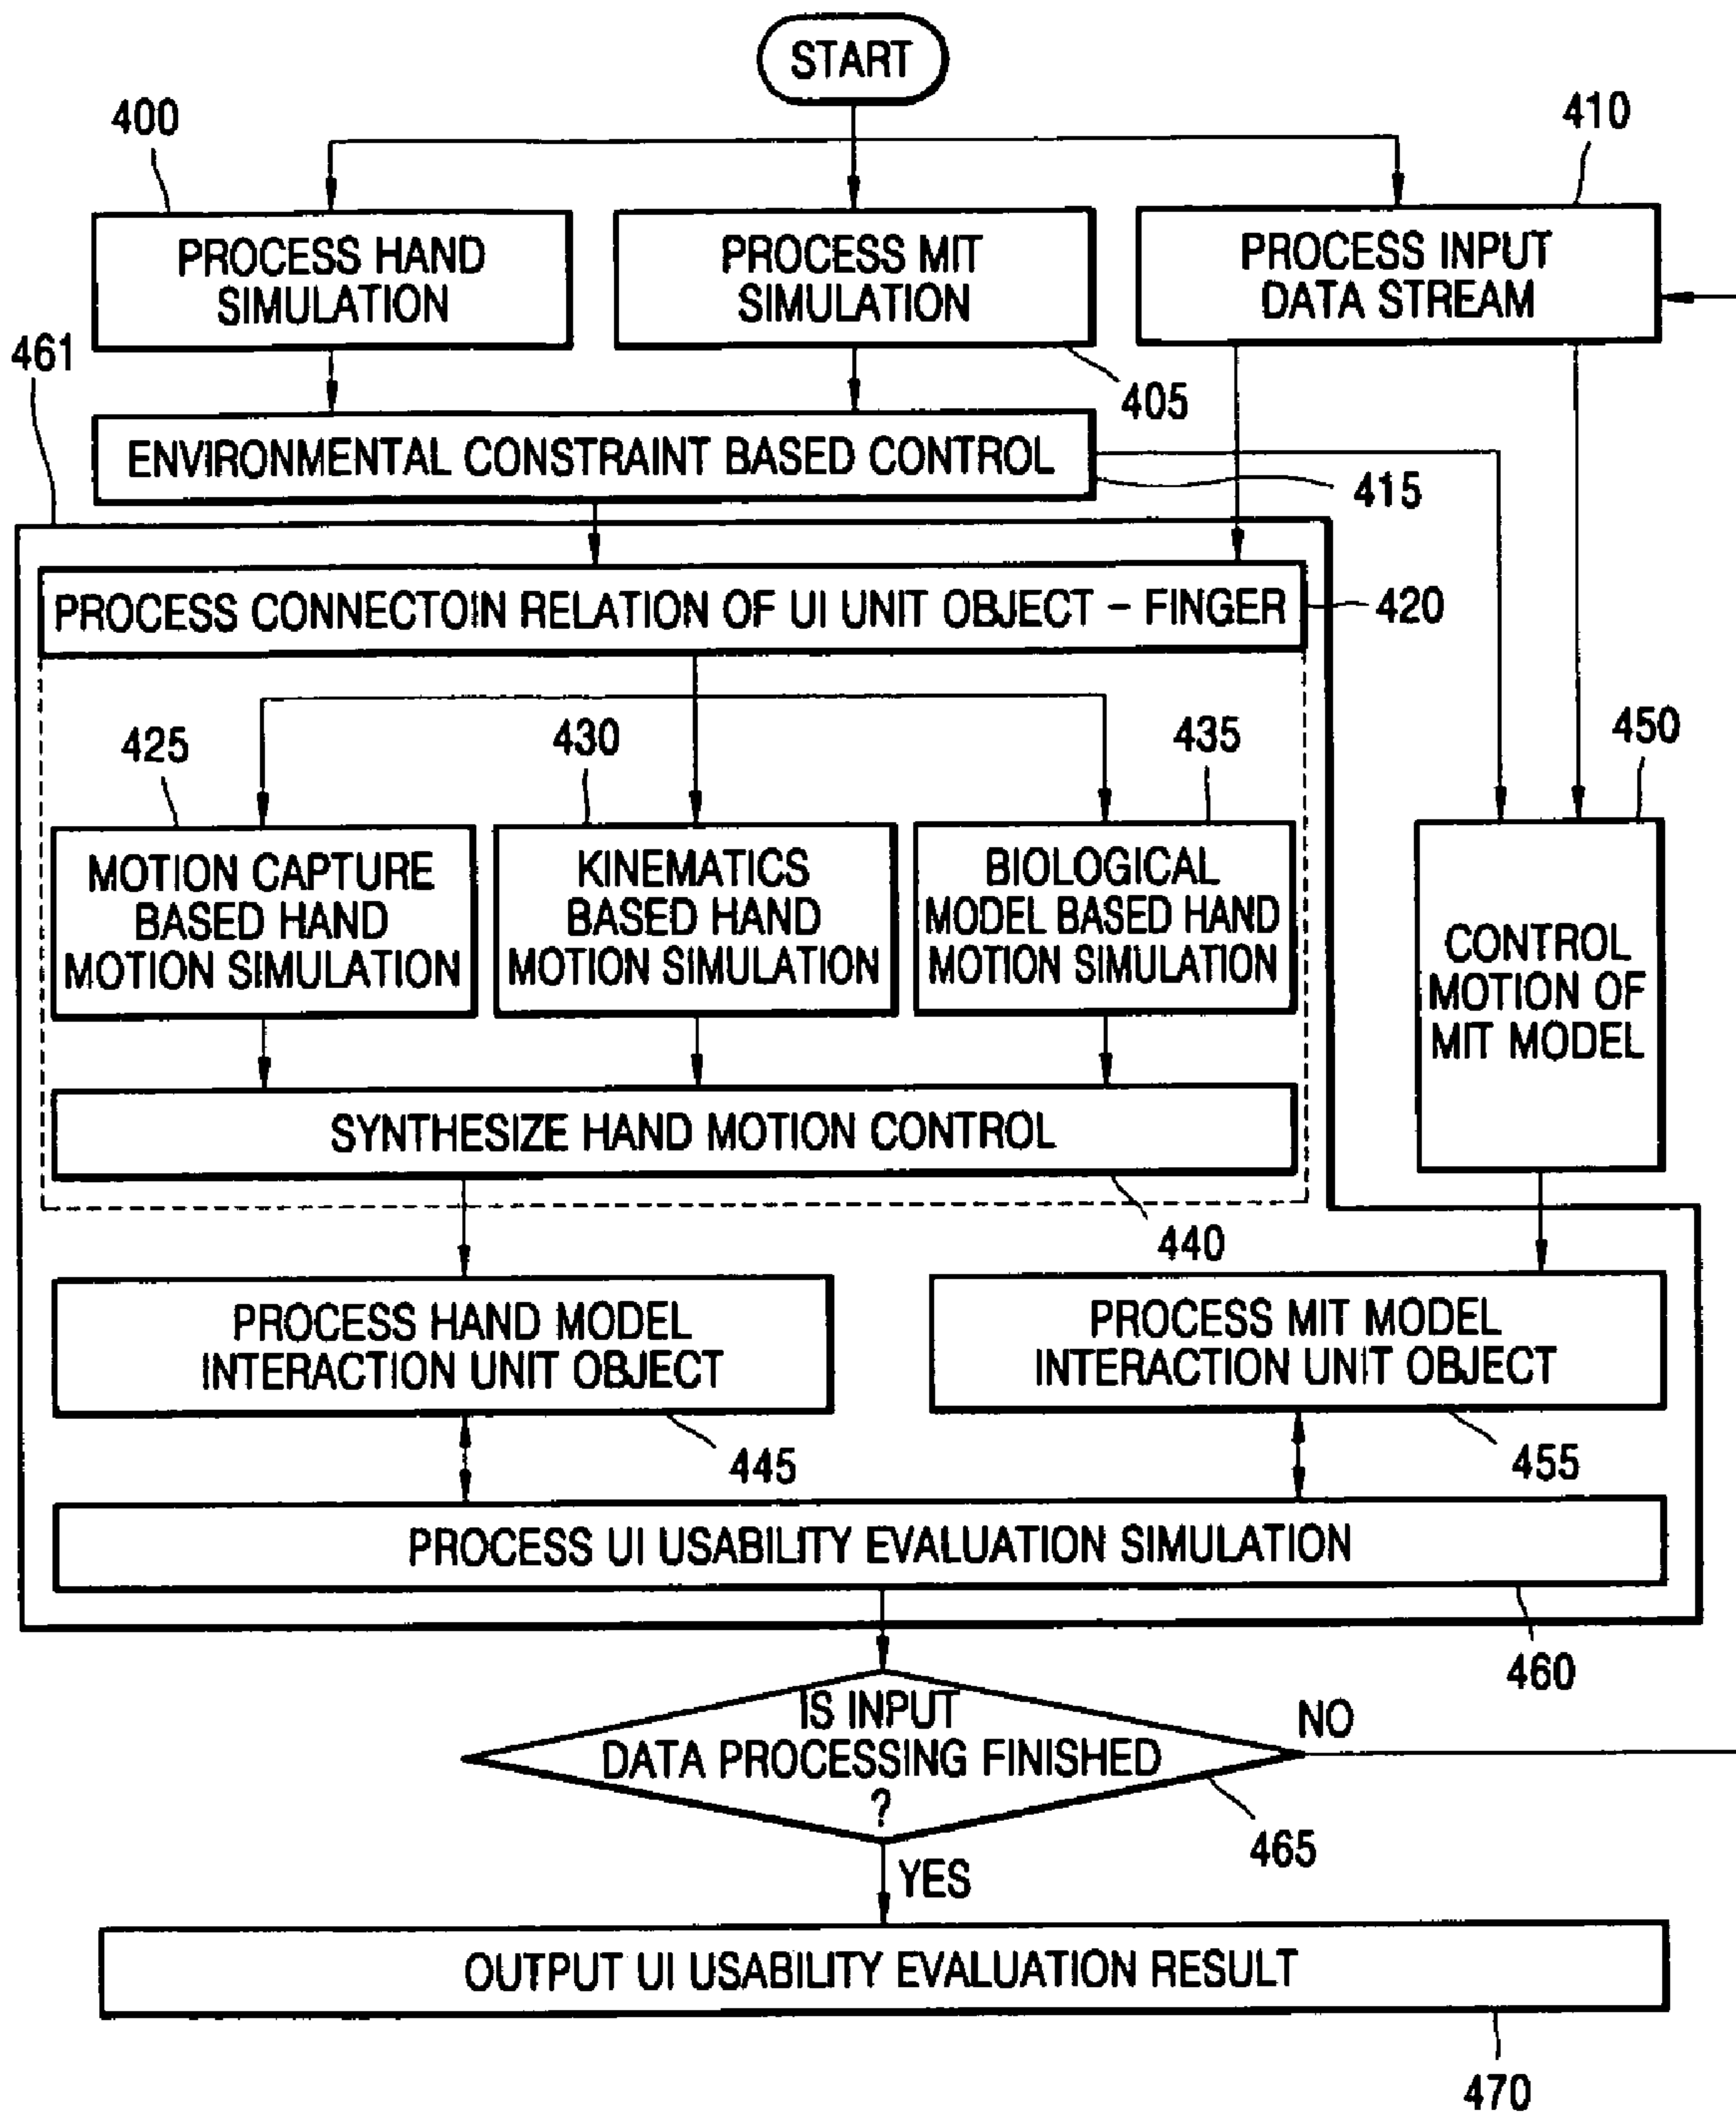 START
400
410
PROCESS HAND
SIMULATION
PROCESS MIT
SIMULATION
PROCESS INPUT
DATA STREAM
461
405
ENVIRONMENTAL CONSTRAINT BASED CONTROL
415
PROCESS CONNECTOIN RELATION OF UI UNIT OBJECT – FINGER
420
425
430
435
450
MOTION CAPTURE
BASED HAND
MOTION SIMULATION
KINEMATICS
BASED HAND
MOTION SIMULATION
BIOLOGICAL
MODEL BASED HAND
MOTION SIMULATION
CONTROL
MOTION OF
MIT MODEL
SYNTHESIZE HAND MOTION CONTROL
440
PROCESS HAND MODEL
INTERACTION UNIT OBJECT
PROCESS MIT MODEL
INTERACTION UNIT OBJECT
445
455
PROCESS UI USABILITY EVALUATION SIMULATION
460
IS INPUT
DATA PROCESSING FINISHED
?
NO
465
YES
OUTPUT UI USABILITY EVALUATION RESULT
470